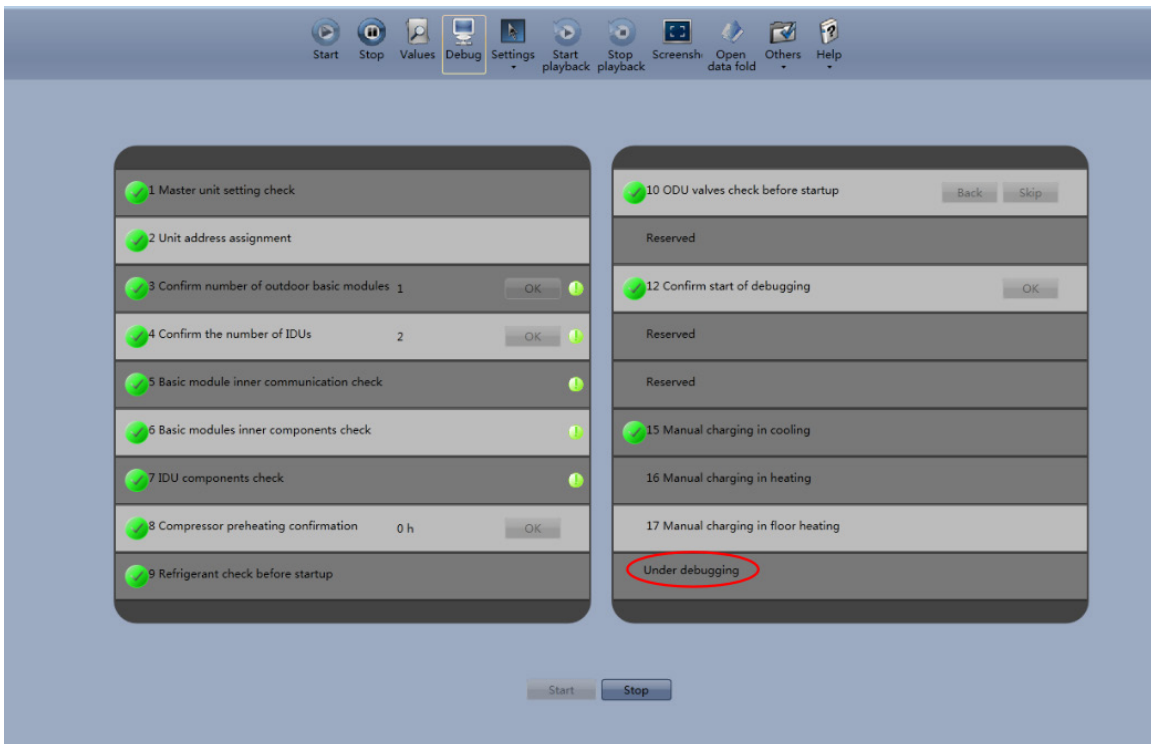 Start
Stop
Values
Debug
Settings
Start
playback
Stop
playback
Screensh
Open
data fold
Others
Help
1 Master unit setting check
2 Unit address assignment
3 Confirm number of outdoor basic modules 1 OK
4 Confirm the number of IDUs 2 OK
5 Basic module inner communication check
6 Basic modules inner components check
7 IDU components check
8 Compressor preheating confirmation 0 h OK
9 Refrigerant check before startup
10 ODU valves check before startup Back Skip
Reserved
12 Confirm start of debugging OK
Reserved
Reserved
15 Manual charging in cooling
16 Manual charging in heating
17 Manual charging in floor heating
Under debugging
Start Stop